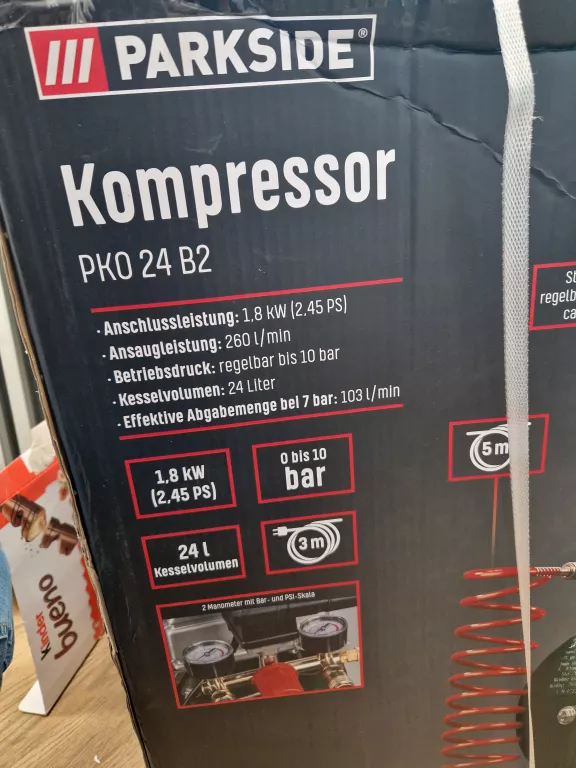 PARKSIDE®
Kompressor
PKO 24 B2
· Anschlussleistung: 1,8 kW (2,45 PS)
· Ansaugleistung: 260 l/min
· Betriebsdruck: regelbar bis 10 bar
· Kesselvolumen: 24 Liter
· Effektive Abgabemenge bei 7 bar: 103 l/min
1,8 kW
(2,45 PS)
0 bis 10
bar
24 l
Kesselvolumen
3 m
5 m
2 Manometer mit Bar- und PSI-Skala
Kinder
bueno